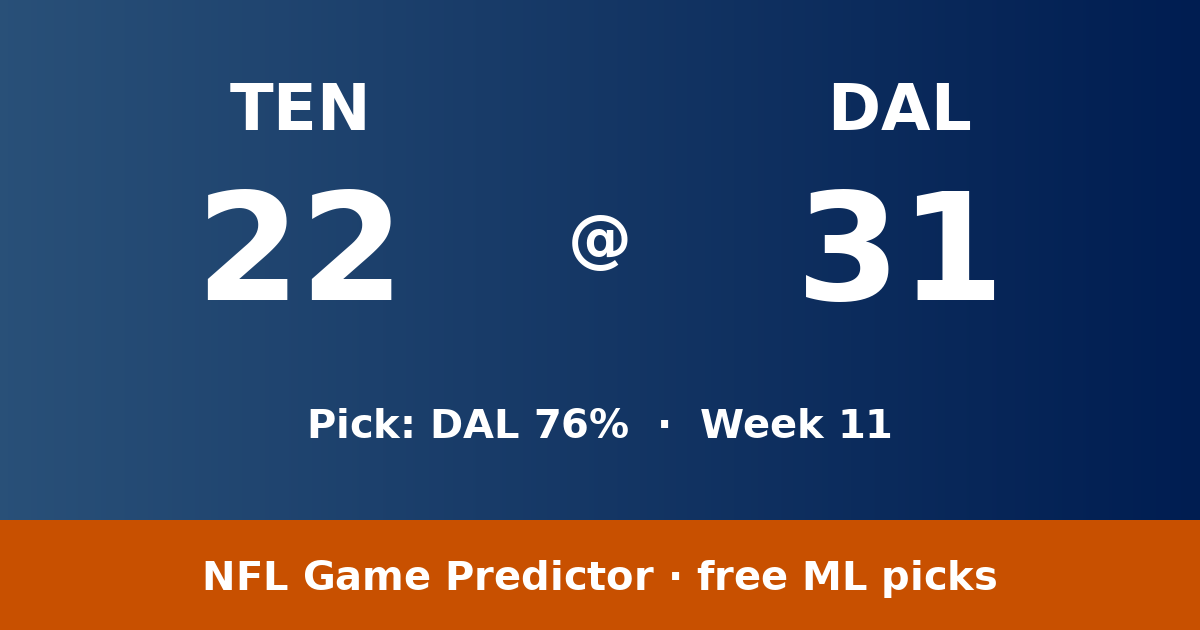 TEN
DAL
22 @ 31
Pick: DAL 76% · Week 11
NFL Game Predictor · free ML picks